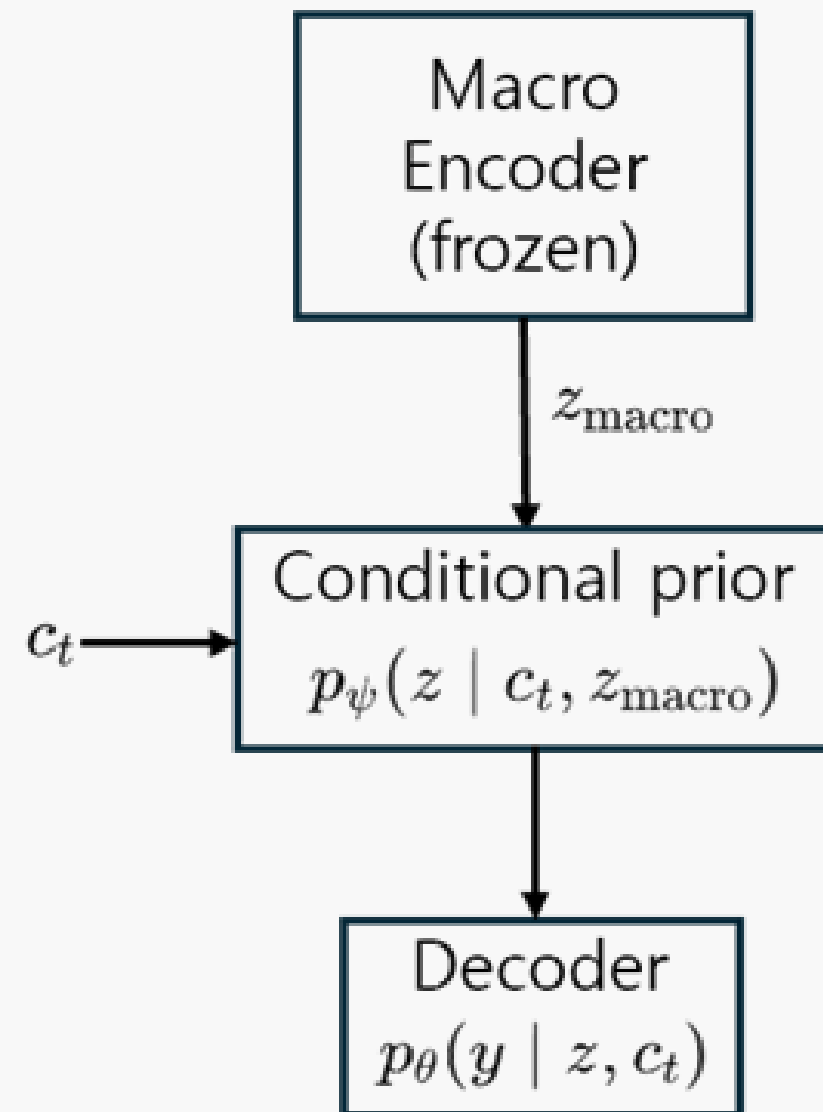 Macro
Encoder
(frozen)
z_macro
Conditional prior
c_t
p_ψ(z | c_t, z_macro)
Decoder
p_θ(y | z, c_t)